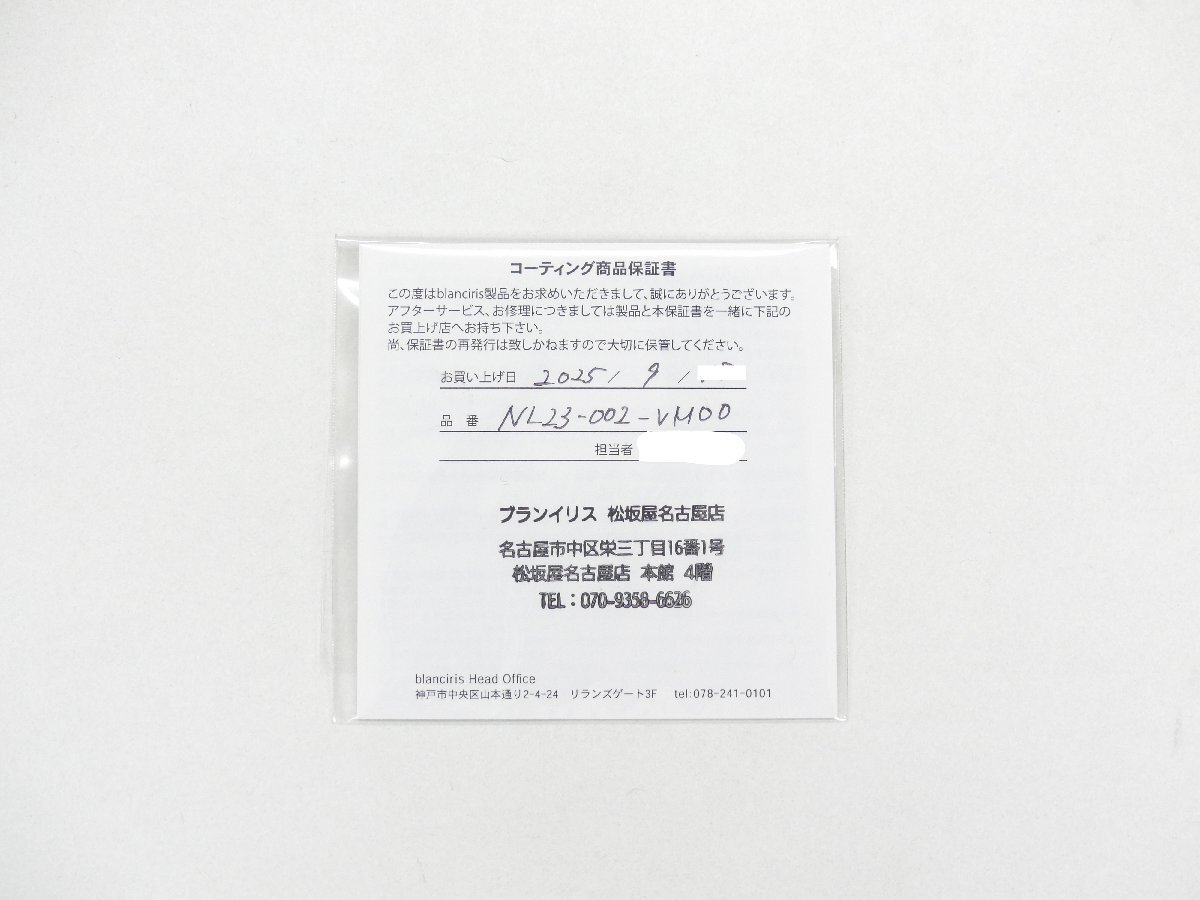 コーティング商品保証書
この度はblanciris製品をお求めいただきまして、誠にありがとうございます。
アフターサービス、お修理につきましては製品と本保証書を一緒に下記の
お買上げ店へお持ち下さい。
尚、保証書の再発行は致しかねますので大切に保管してください。
お買い上げ日 2025 / 9 /
品 番 NL23-002-VM00
担当者
ブランイリス 松坂屋名古屋店
名古屋市中区栄三丁目16番1号
松坂屋名古屋店 本館 4階
TEL：070-9358-6626
blanciris Head Office
神戸市中央区山本通り2-4-24 リランズゲート3F tel:078-241-0101